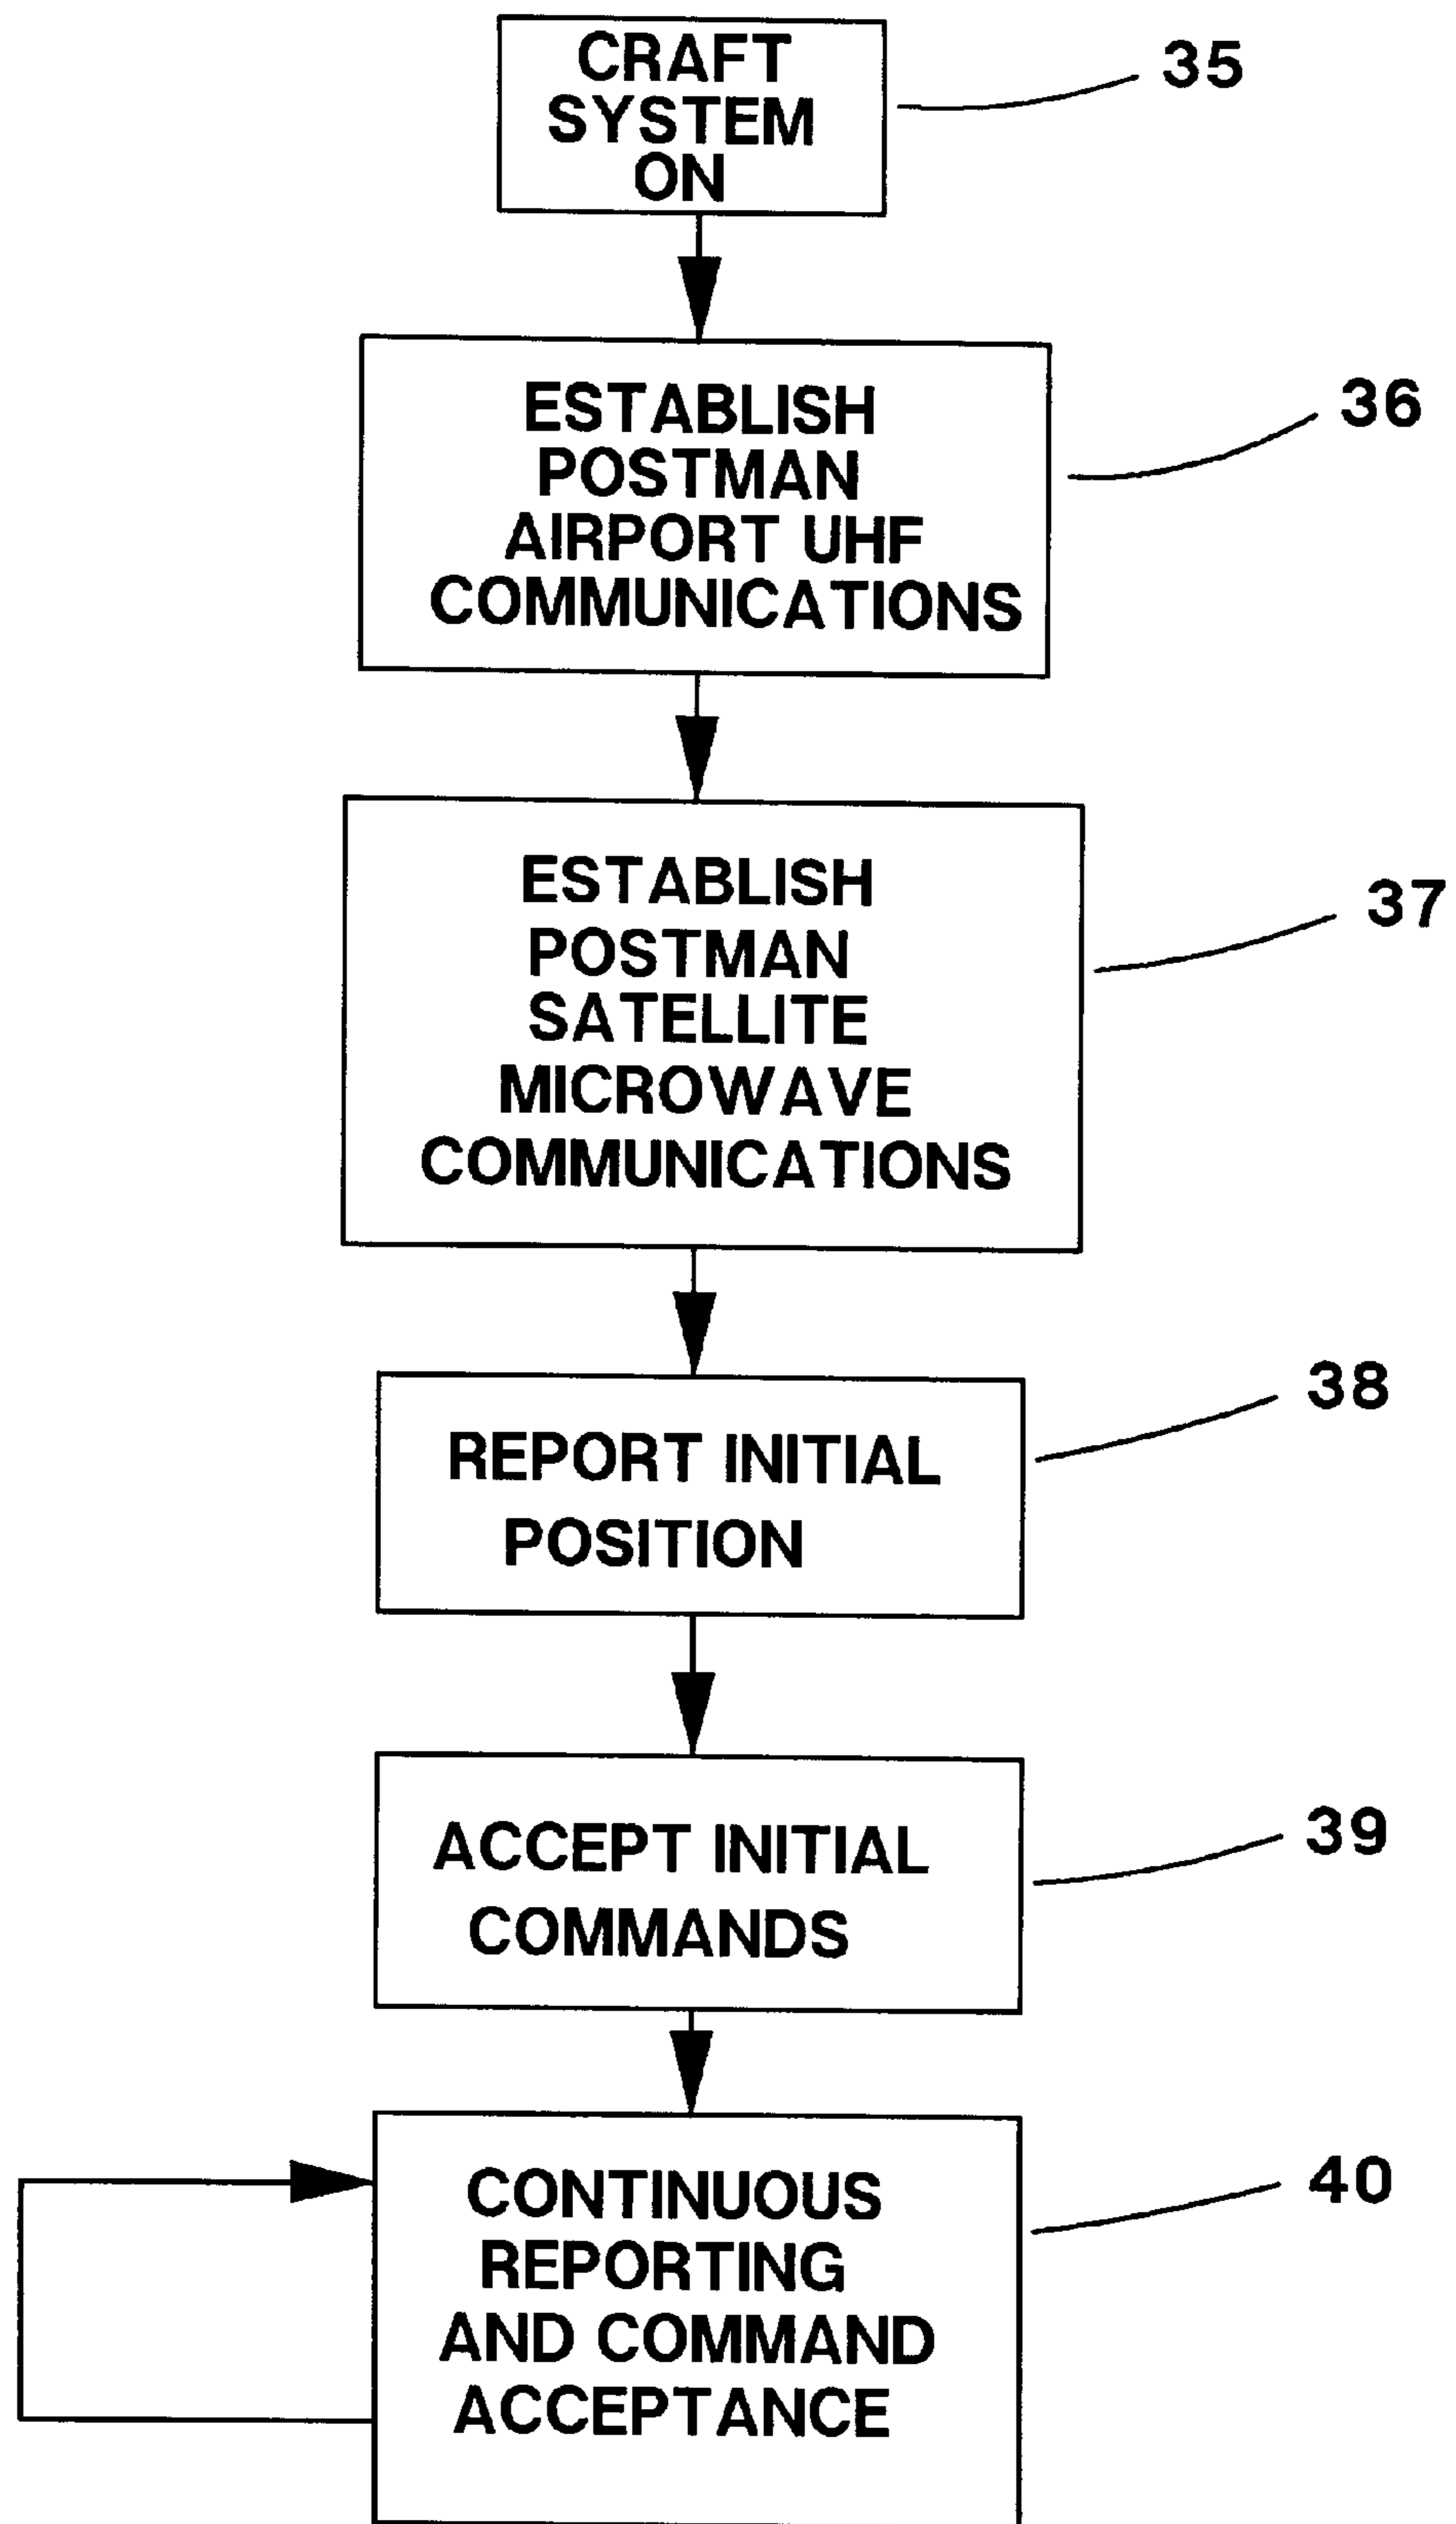 CRAFT
SYSTEM
ON
35
ESTABLISH
POSTMAN
AIRPORT UHF
COMMUNICATIONS
36
ESTABLISH
POSTMAN
SATELLITE
MICROWAVE
COMMUNICATIONS
37
REPORT INITIAL
POSITION
38
ACCEPT INITIAL
COMMANDS
39
CONTINUOUS
REPORTING
AND COMMAND
ACCEPTANCE
40